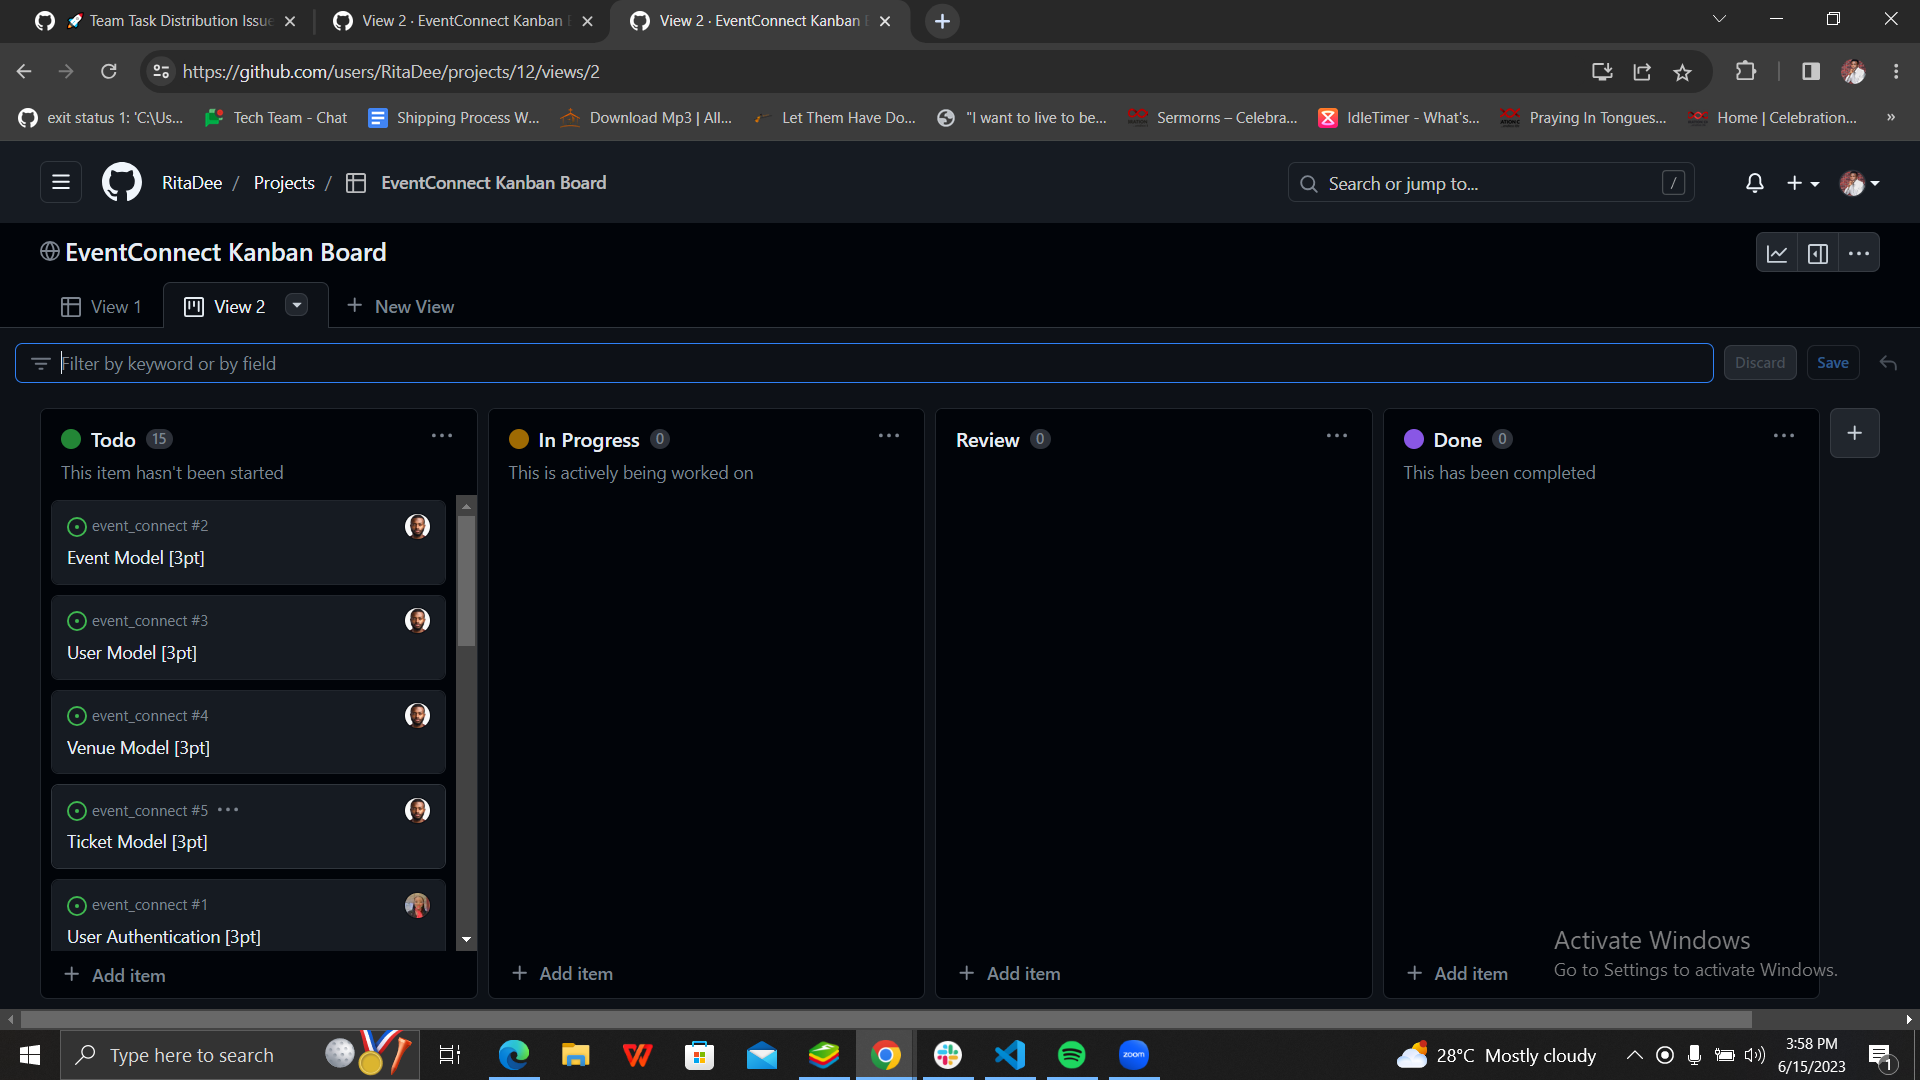 Team Task Distribution Issue
View 2 · EventConnect Kanban
View 2 · EventConnect Kanban
https://github.com/users/RitaDee/projects/12/views/2
exit status 1: 'C:\Us...
Tech Team - Chat
Shipping Process W...
Download Mp3 | All...
Let Them Have Do...
"I want to live to be...
Sermorns – Celebra...
IdleTimer - What's...
Praying In Tongues...
Home | Celebration...
»
RitaDee / Projects / EventConnect Kanban Board
Search or jump to...
/
EventConnect Kanban Board
View 1
View 2
New View
Filter by keyword or by field
Discard
Save
Todo 15
This item hasn't been started
event_connect #2
Event Model [3pt]
event_connect #3
User Model [3pt]
event_connect #4
Venue Model [3pt]
event_connect #5
Ticket Model [3pt]
event_connect #1
User Authentication [3pt]
+ Add item
In Progress 0
This is actively being worked on
+ Add item
Review 0
+ Add item
Done 0
This has been completed
+ Add item
Activate Windows
Go to Settings to activate Windows.
Type here to search
zoom
28°C Mostly cloudy
3:58 PM
6/15/2023
1